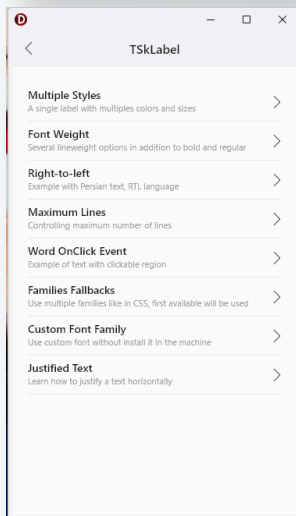 TSkLabel
Multiple Styles
A single label with multiples colors and sizes
Font Weight
Several lineweight options in addition to bold and regular
Right-to-left
Example with Persian text, RTL language
Maximum Lines
Controlling maximum number of lines
Word OnClick Event
Example of text with clickable region
Families Fallbacks
Use multiple families like in CSS, first available will be used
Custom Font Family
Use custom font without install it in the machine
Justified Text
Learn how to justify a text horizontally